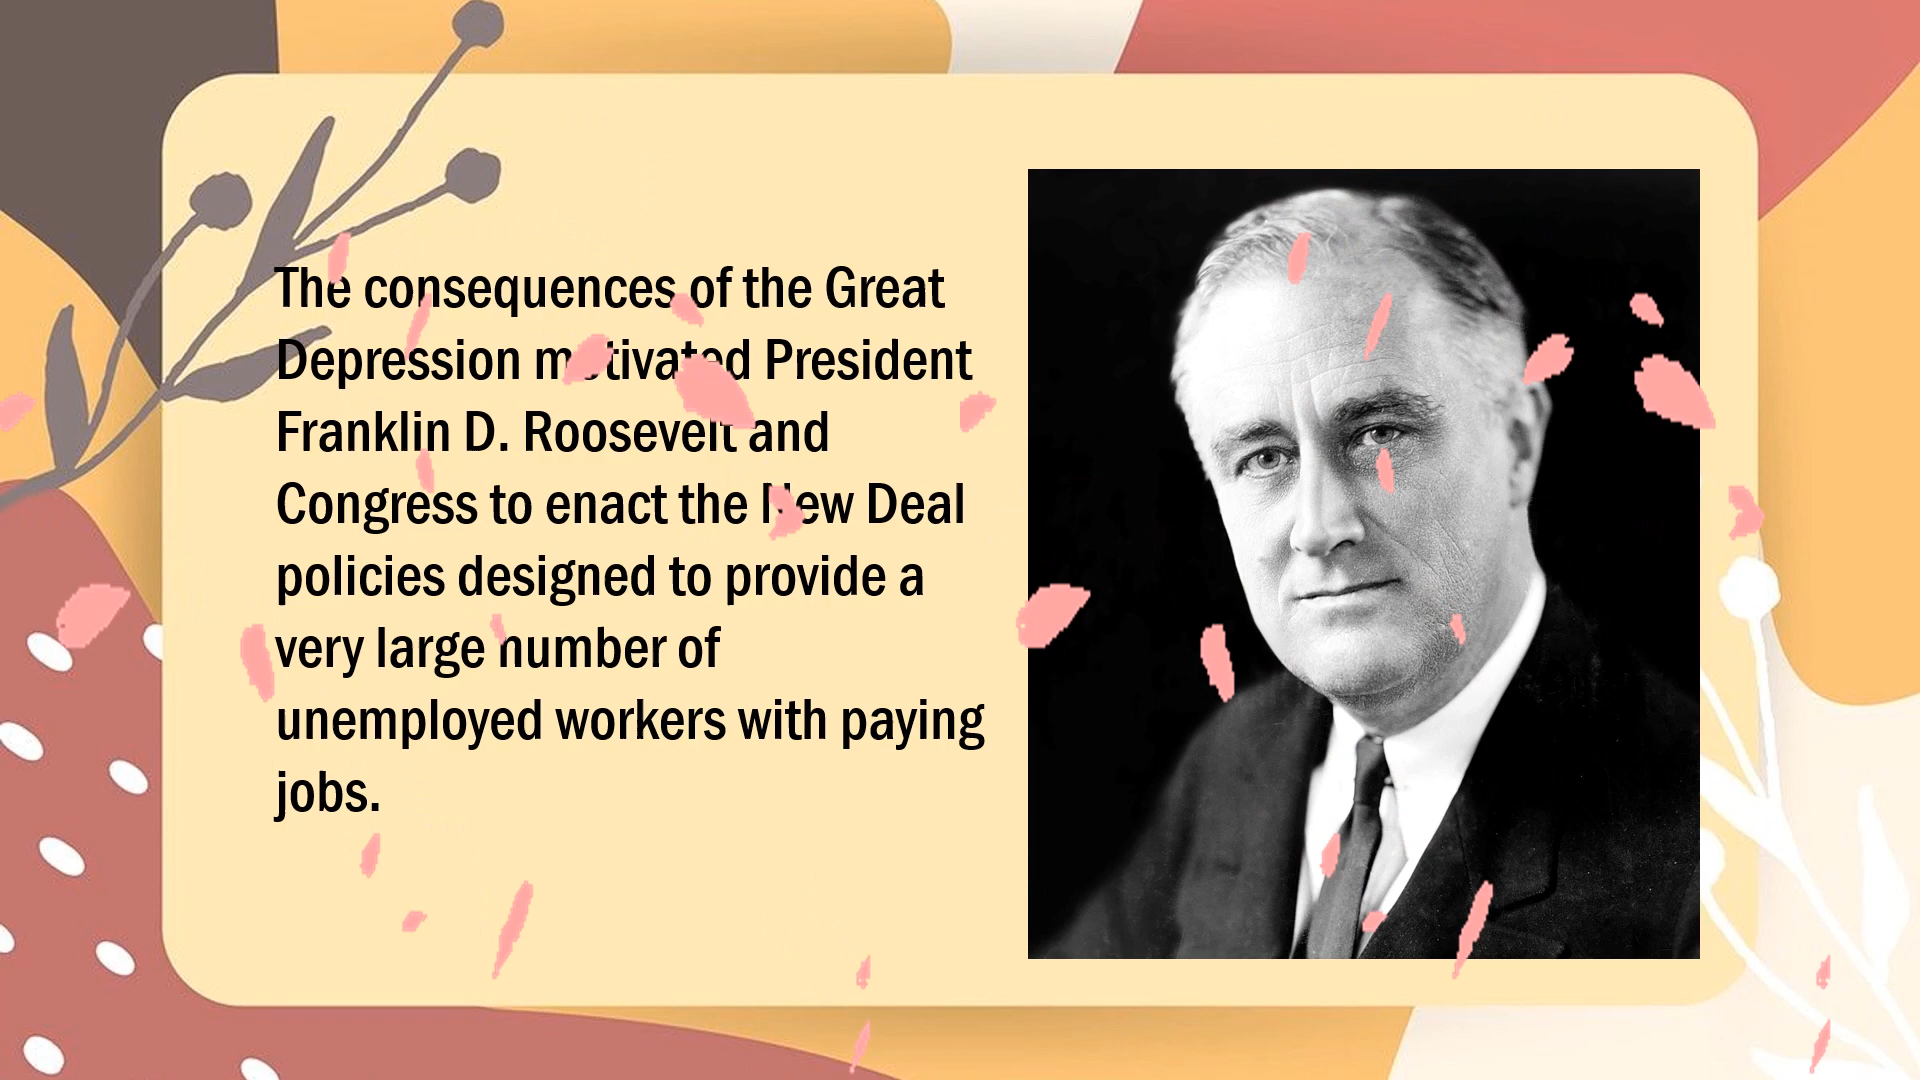 The consequences of the Great
Depression motivated President
Franklin D. Roosevelt and
Congress to enact the New Deal
policies designed to provide a
very large number of
unemployed workers with paying
jobs.